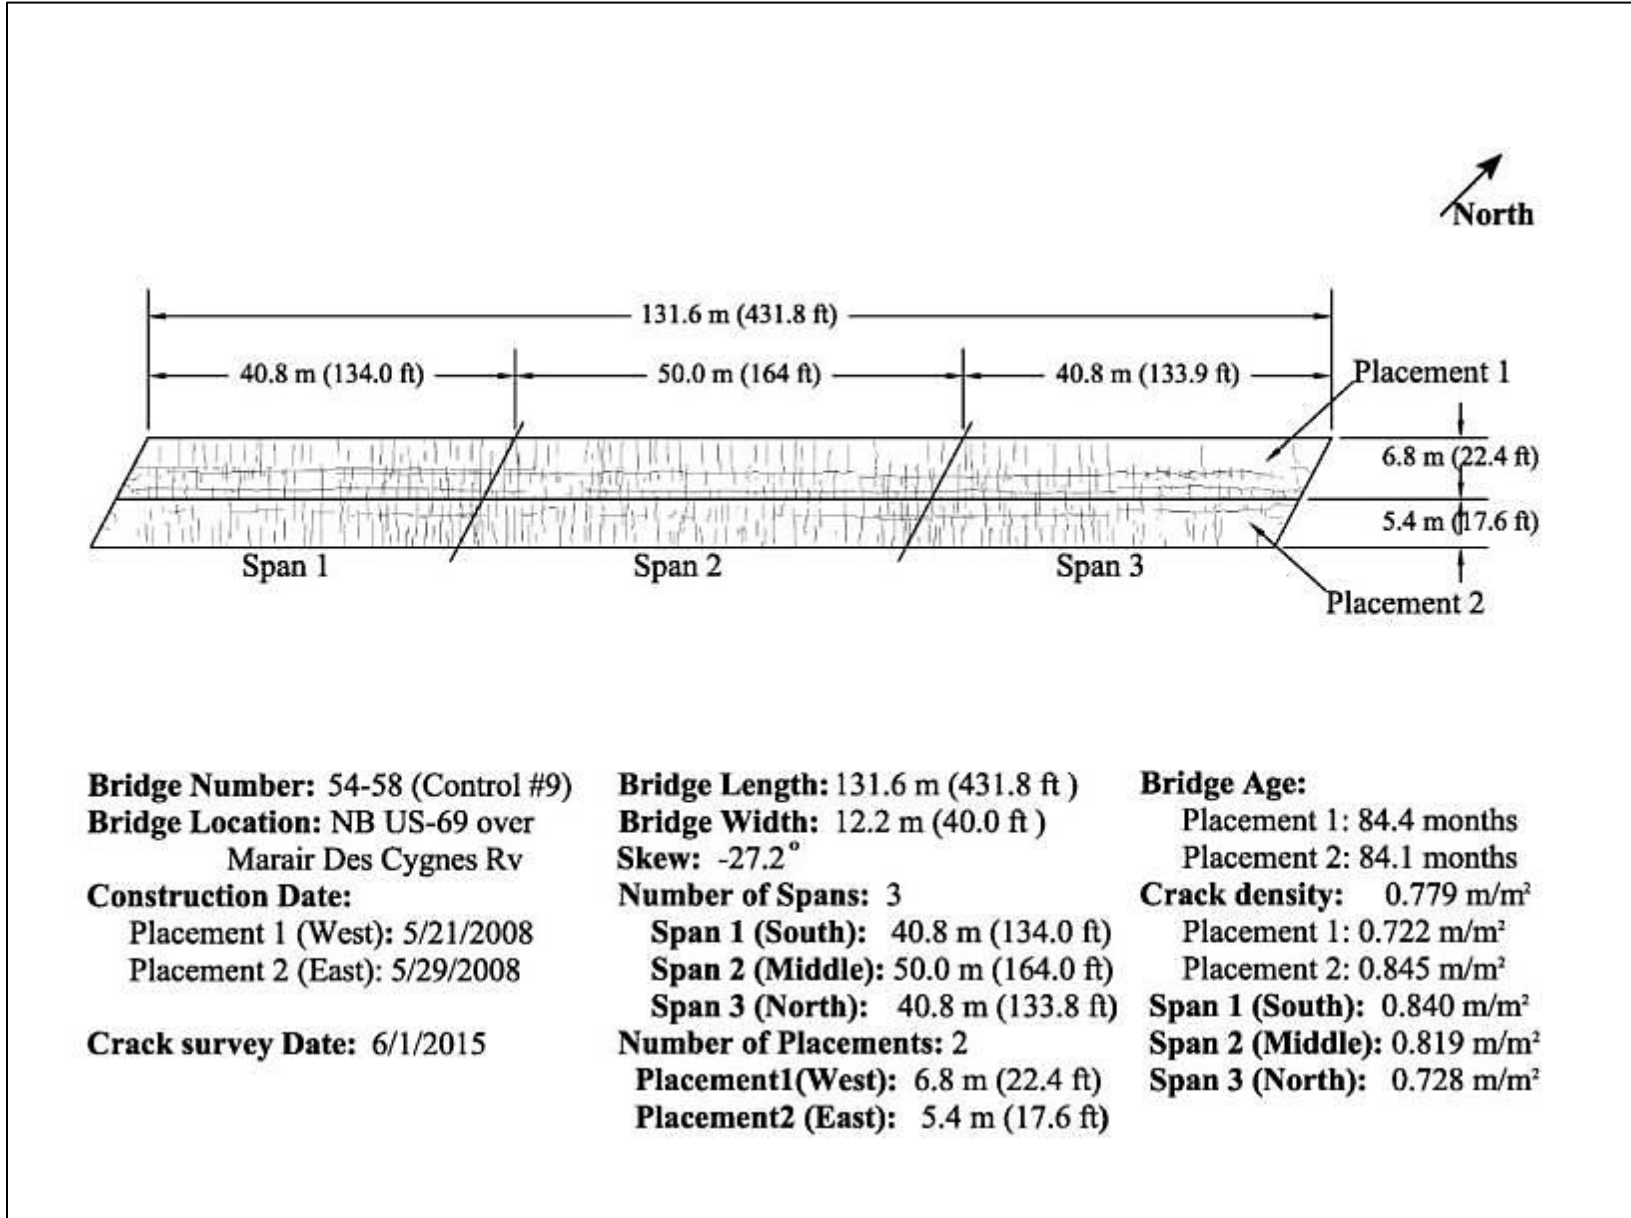 North
131.6 m (431.8 ft)
40.8 m (134.0 ft)
50.0 m (164 ft)
40.8 m (133.9 ft)
Placement 1
6.8 m (22.4 ft)
5.4 m (17.6 ft)
Span 1
Span 2
Span 3
Placement 2
Bridge Number: 54-58 (Control #9)
Bridge Location: NB US-69 over
Marair Des Cygnes Rv
Construction Date:
Placement 1 (West): 5/21/2008
Placement 2 (East): 5/29/2008
Crack survey Date: 6/1/2015
Bridge Length: 131.6 m (431.8 ft )
Bridge Width: 12.2 m (40.0 ft )
Skew: -27.2°
Number of Spans: 3
Span 1 (South): 40.8 m (134.0 ft)
Span 2 (Middle): 50.0 m (164.0 ft)
Span 3 (North): 40.8 m (133.8 ft)
Number of Placements: 2
Placement1(West): 6.8 m (22.4 ft)
Placement2 (East): 5.4 m (17.6 ft)
Bridge Age:
Placement 1: 84.4 months
Placement 2: 84.1 months
Crack density: 0.779 m/m²
Placement 1: 0.722 m/m²
Placement 2: 0.845 m/m²
Span 1 (South): 0.840 m/m²
Span 2 (Middle): 0.819 m/m²
Span 3 (North): 0.728 m/m²